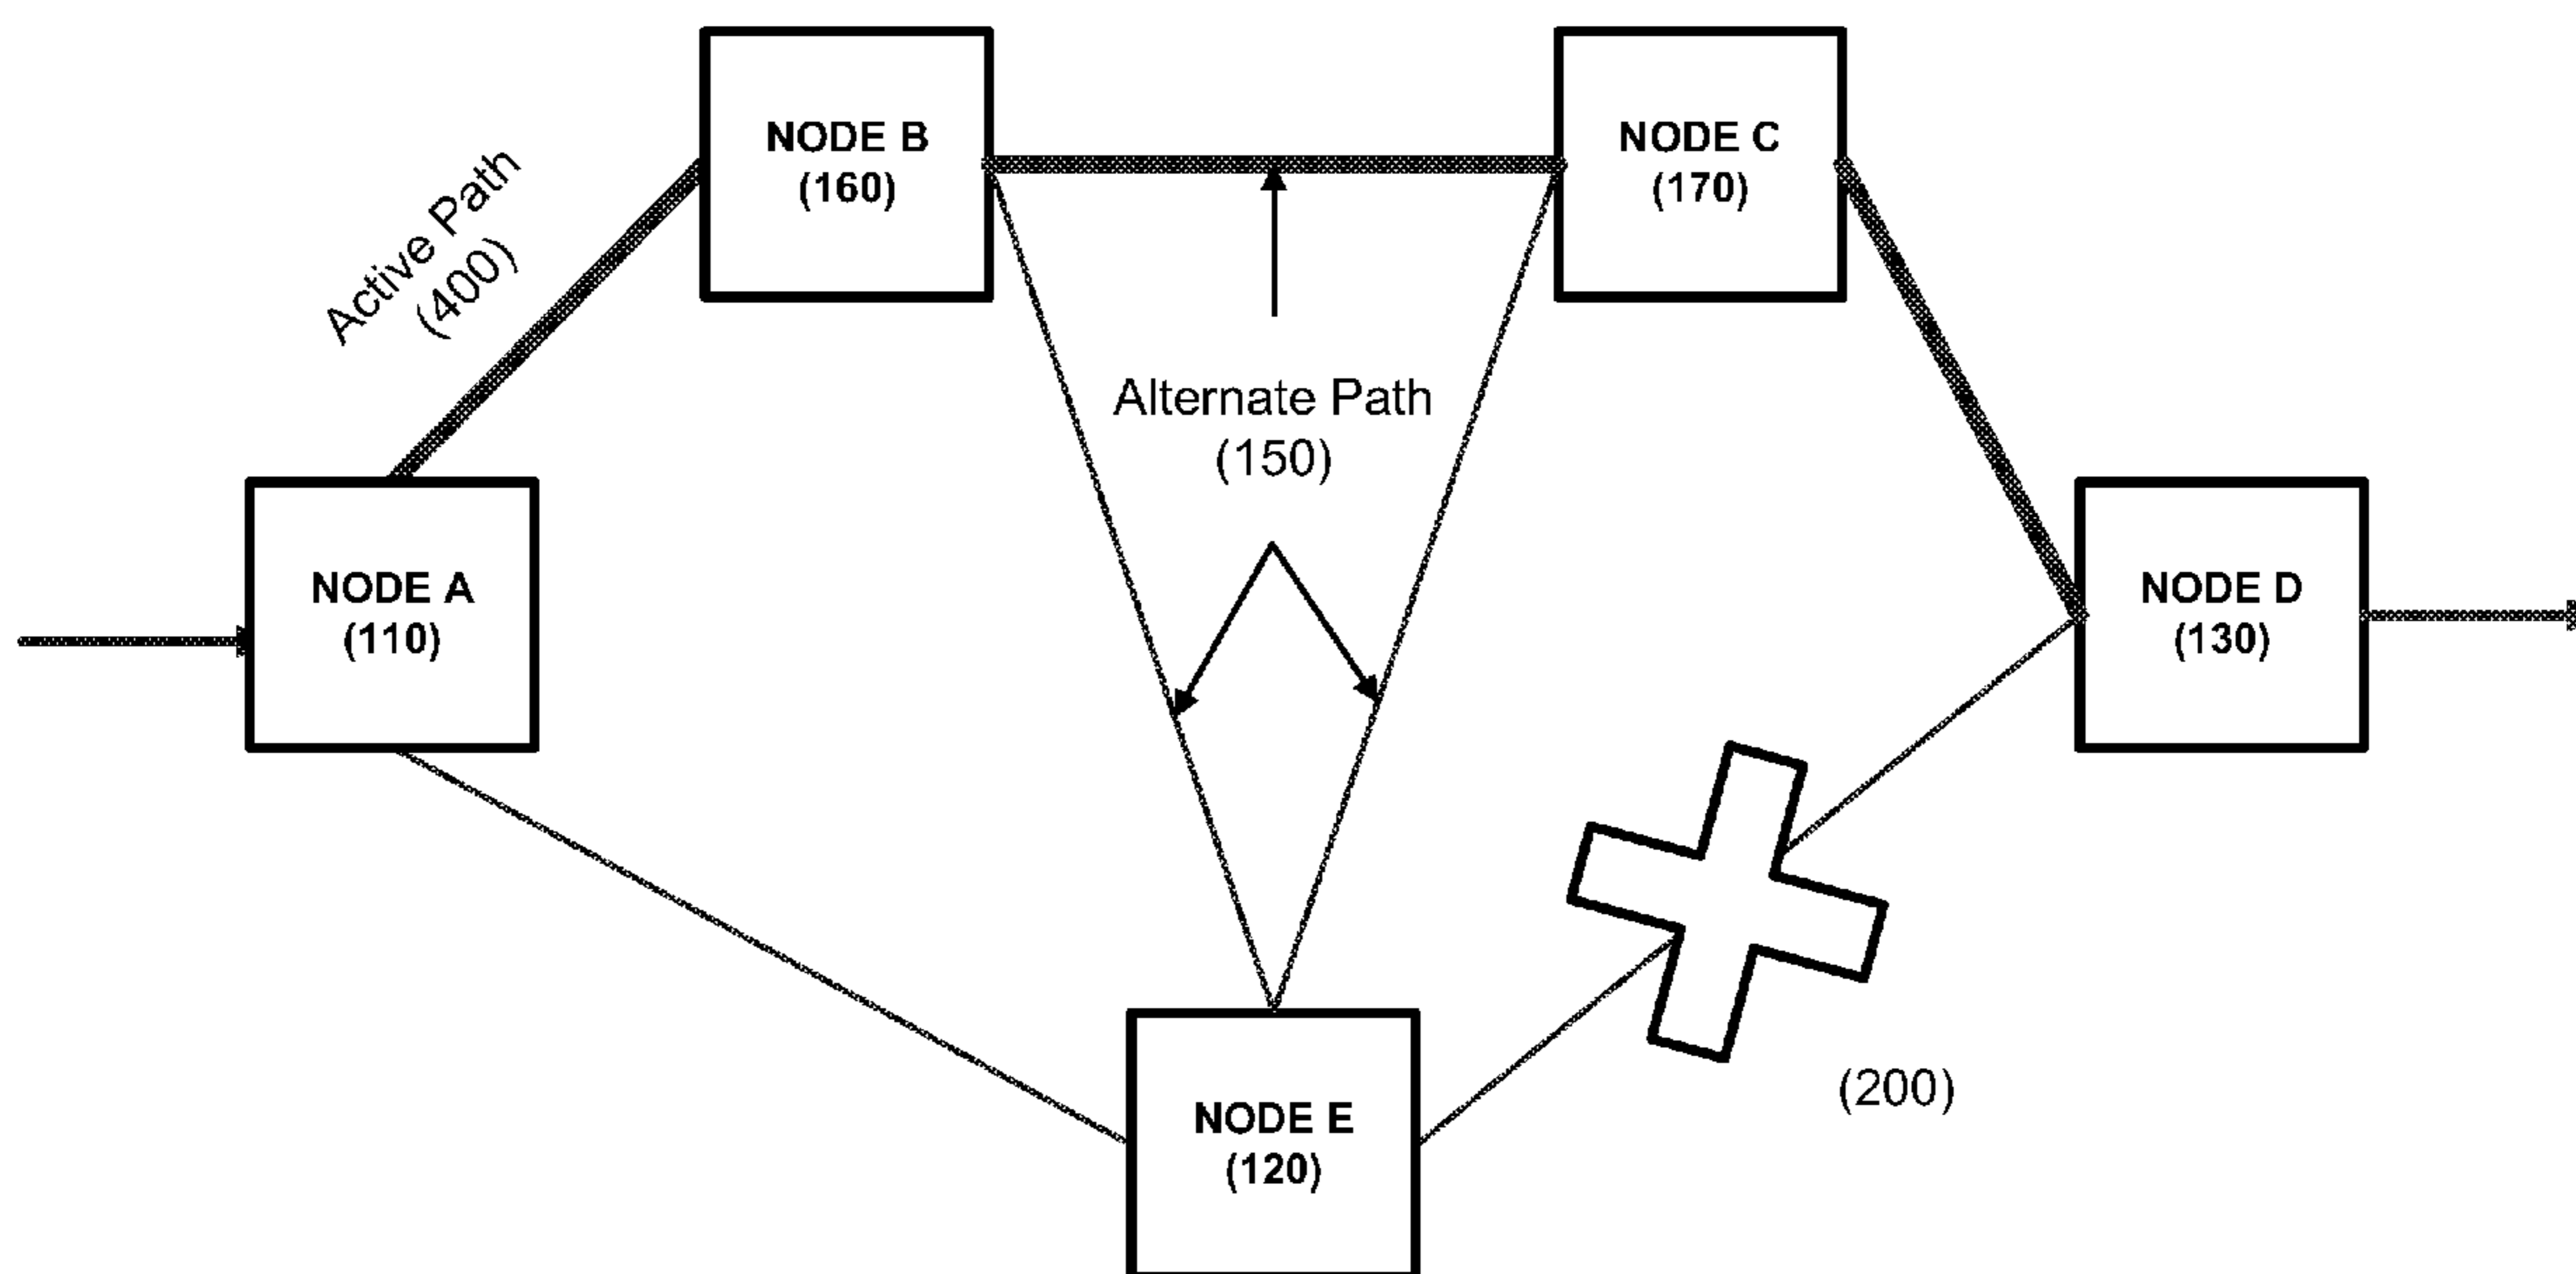 NODE B
(160)
NODE C
(170)
Active Path
(400)
Alternate Path
(150)
NODE A
(110)
NODE D
(130)
(200)
NODE E
(120)